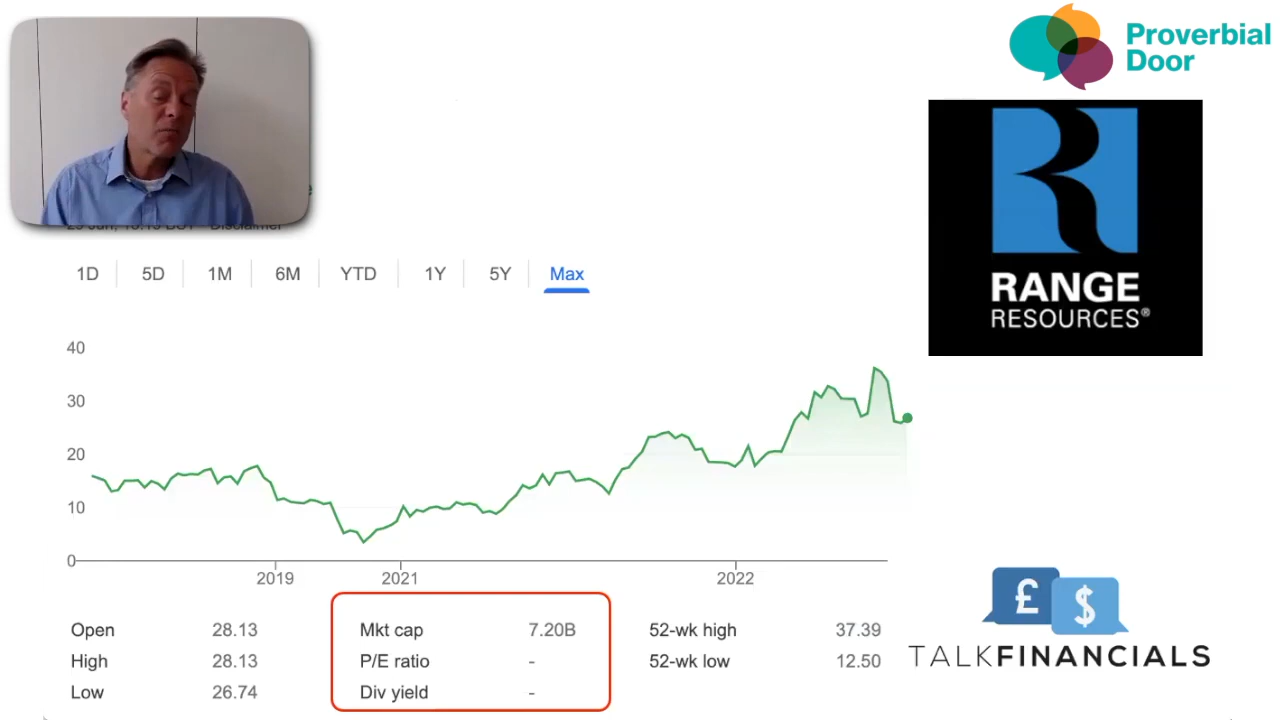 Proverbial
Door
RANGE
RESOURCES®
1D 5D 1M 6M YTD 1Y 5Y Max
40
30
20
10
0
2019 2021 2022
Open 28.13 Mkt cap 7.20B 52-wk high 37.39
High 28.13 P/E ratio - 52-wk low 12.50
Low 26.74 Div yield -
£ $
TALKFINANCIALS